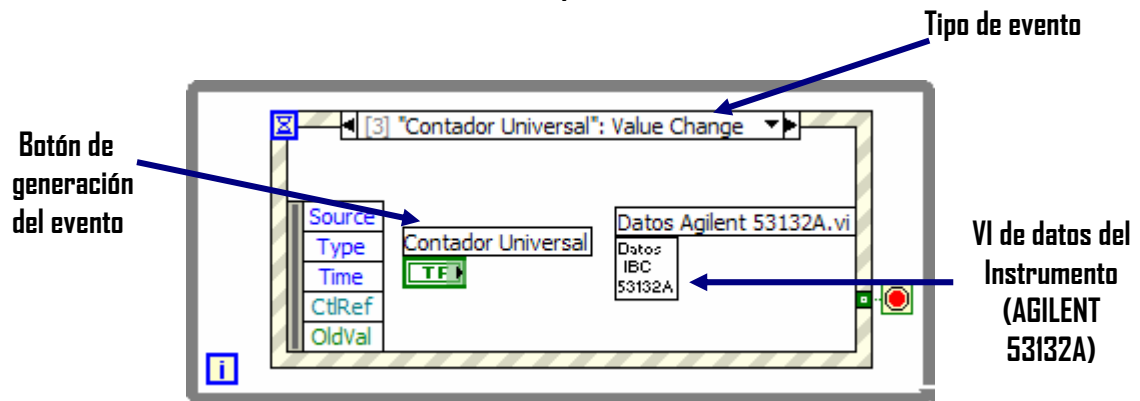 Tipo de evento
[3] "Contador Universal": Value Change
Botón de
generación
del evento
Source
Type
Time
CtlRef
OldVal
Contador Universal
TF
Datos Agilent 53132A.vi
Datos
IBC
53132A
VI de datos del
Instrumento
(AGILENT
53132A)
i